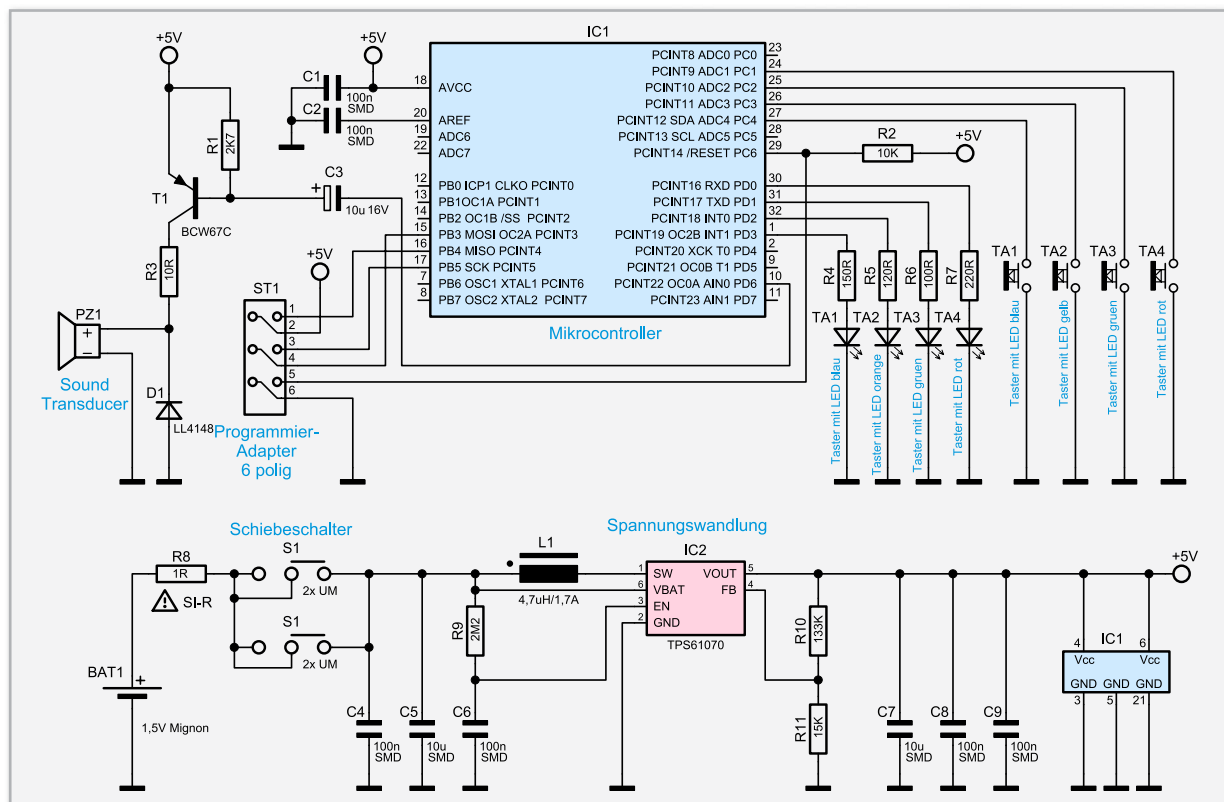 IC1
+5V
+5V
C1
100n
SMD
C2
100n
SMD
18
AVCC
20
AREF
19
ADC6
22
ADC7
12
PB0 ICP1 CLKO PCINT0
13
PB1OC1A PCINT1
14
PB2 OC1B /SS PCINT2
15
PB3 MOSI OC2A PCINT3
16
PB4 MISO PCINT4
17
PB5 SCK PCINT5
7
PB6 OSC1 XTAL1 PCINT6
8
PB7 OSC2 XTAL2 PCINT7
PCINT8 ADC0 PC0
23
PCINT9 ADC1 PC1
24
PCINT10 ADC2 PC2
25
PCINT11 ADC3 PC3
26
PCINT12 SDA ADC4 PC4
27
PCINT13 SCL ADC5 PC5
28
PCINT14 /RESET PC6
29
PCINT16 RXD PD0
30
PCINT17 TXD PD1
31
PCINT18 INT0 PD2
32
PCINT19 OC2B INT1 PD3
1
PCINT20 XCK T0 PD4
2
PCINT21 OC0B T1 PD5
9
PCINT22 OC0A AIN0 PD6
10
PCINT23 AIN1 PD7
11
Mikrocontroller
R1
2K7
T1
BCW67C
+
C3
10u 16V
R3
10R
PZ1
+
–
Sound
Transducer
D1
LL4148
+5V
ST1
1
2
3
4
5
6
Programmier-
Adapter
6 polig
R2
10K
+5V
R4
150R
R5
120R
R6
100R
R7
220R
TA1
TA2
TA3
TA4
Taster mit LED blau
Taster mit LED orange
Taster mit LED gruen
Taster mit LED rot
TA1
TA2
TA3
TA4
Taster mit LED blau
Taster mit LED gelb
Taster mit LED gruen
Taster mit LED rot
Schiebeschalter
Spannungswandlung
R8
1R
SI-R
S1
2x UM
S1
2x UM
BAT1
+
1,5V Mignon
L1
4,7uH/1,7A
R9
2M2
C4
100n
SMD
C5
10u
SMD
C6
100n
SMD
IC2
1
SW
6
VBAT
3
EN
2
GND
VOUT
5
FB
4
TPS61070
R10
133K
R11
15K
C7
10u
SMD
C8
100n
SMD
C9
100n
SMD
+5V
IC1
4
6
Vcc
Vcc
GND
GND
GND
3
5
21